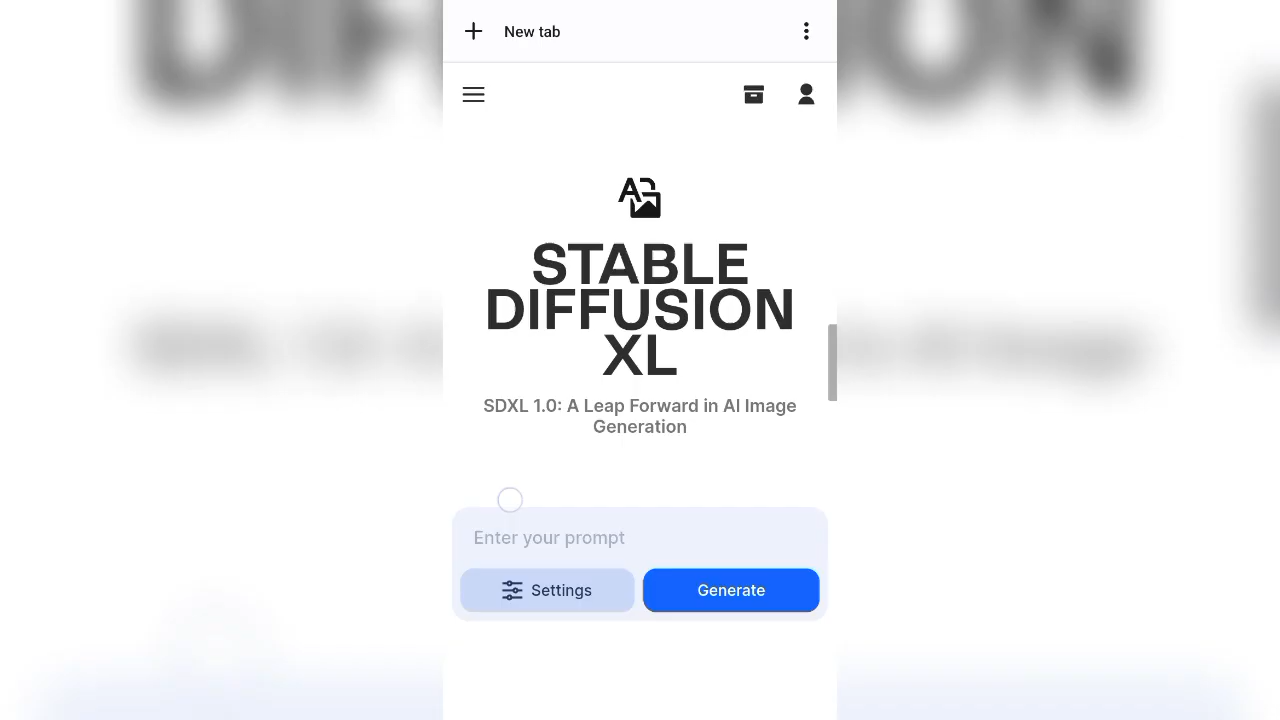 New tab
STABLE
DIFFUSION
XL
SDXL 1.0: A Leap Forward in AI Image
Generation
Enter your prompt
Settings
Generate